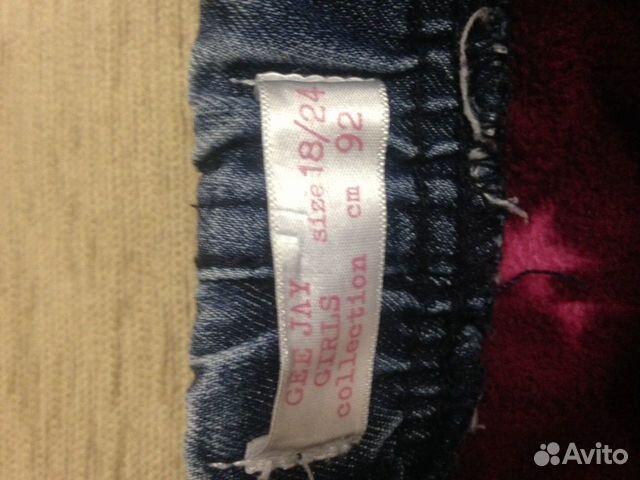 GEE JAY size 18/24
GIRLS
collection cm 92
Avito